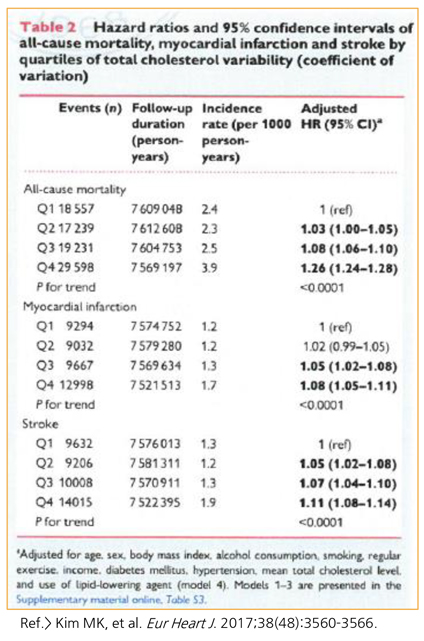 Table 2 Hazard ratios and 95% confidence intervals of
all-cause mortality, myocardial infarction and stroke by
quartiles of total cholesterol variability (coefficient of
variation)
Events (n) Follow-up Incidence Adjusted
duration rate (per 1000 HR (95% CI)ᵃ
(person- person-
years) years)
All-cause mortality
Q1 18 557 7 609 048 2.4 1 (ref)
Q2 17 239 7 612 608 2.3 1.03 (1.00–1.05)
Q3 19 231 7 604 753 2.5 1.08 (1.06–1.10)
Q4 29 598 7 569 197 3.9 1.26 (1.24–1.28)
P for trend <0.0001
Myocardial infarction
Q1 9294 7 574 752 1.2 1 (ref)
Q2 9032 7 579 280 1.2 1.02 (0.99–1.05)
Q3 9667 7 569 634 1.3 1.05 (1.02–1.08)
Q4 12998 7 521 513 1.7 1.08 (1.05–1.11)
P for trend <0.0001
Stroke
Q1 9632 7 576 013 1.3 1 (ref)
Q2 9206 7 581 311 1.2 1.05 (1.02–1.08)
Q3 10008 7 570 911 1.3 1.07 (1.04–1.10)
Q4 14015 7 522 395 1.9 1.11 (1.08–1.14)
P for trend <0.0001
ᵃAdjusted for age, sex, body mass index, alcohol consumption, smoking, regular
exercise, income, diabetes mellitus, hypertension, mean total cholesterol level,
and use of lipid-lowering agent (model 4). Models 1–3 are presented in the
Supplementary material online, Table S3.
Ref.> Kim MK, et al. Eur Heart J. 2017;38(48):3560-3566.